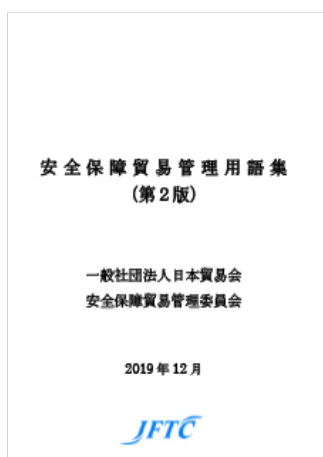 安全保障貿易管理用語集
(第2版)
一般社団法人日本貿易会
安全保障貿易管理委員会
2019年12月
JFTC